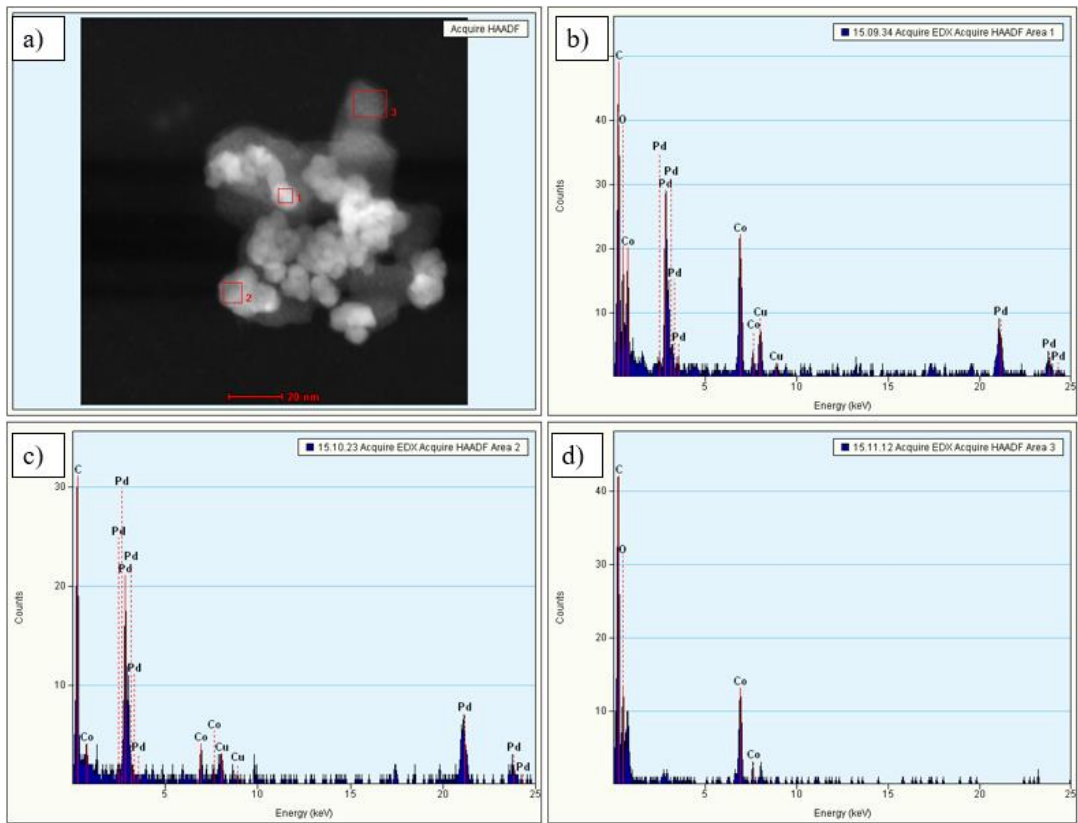 a)
Acquire HAADF
3
1
2
20 nm
b)
15.09.34 Acquire EDX Acquire HAADF Area 1
C
O
Pd
Pd
Pd
Co
Co
Pd
Cu
Co
Pd
Cu
Pd
Pd
Pd
40
30
20
10
Counts
5
10
15
20
25
Energy (keV)
c)
15.10.23 Acquire EDX Acquire HAADF Area 2
C
Pd
Pd
Pd
Pd
Pd
Pd
Co
Co
Co
Cu
Cu
Pd
Pd
Pd
30
20
10
Counts
5
10
15
20
25
Energy (keV)
d)
15.11.12 Acquire EDX Acquire HAADF Area 3
C
O
Co
Co
40
30
20
10
Counts
5
10
15
20
25
Energy (keV)